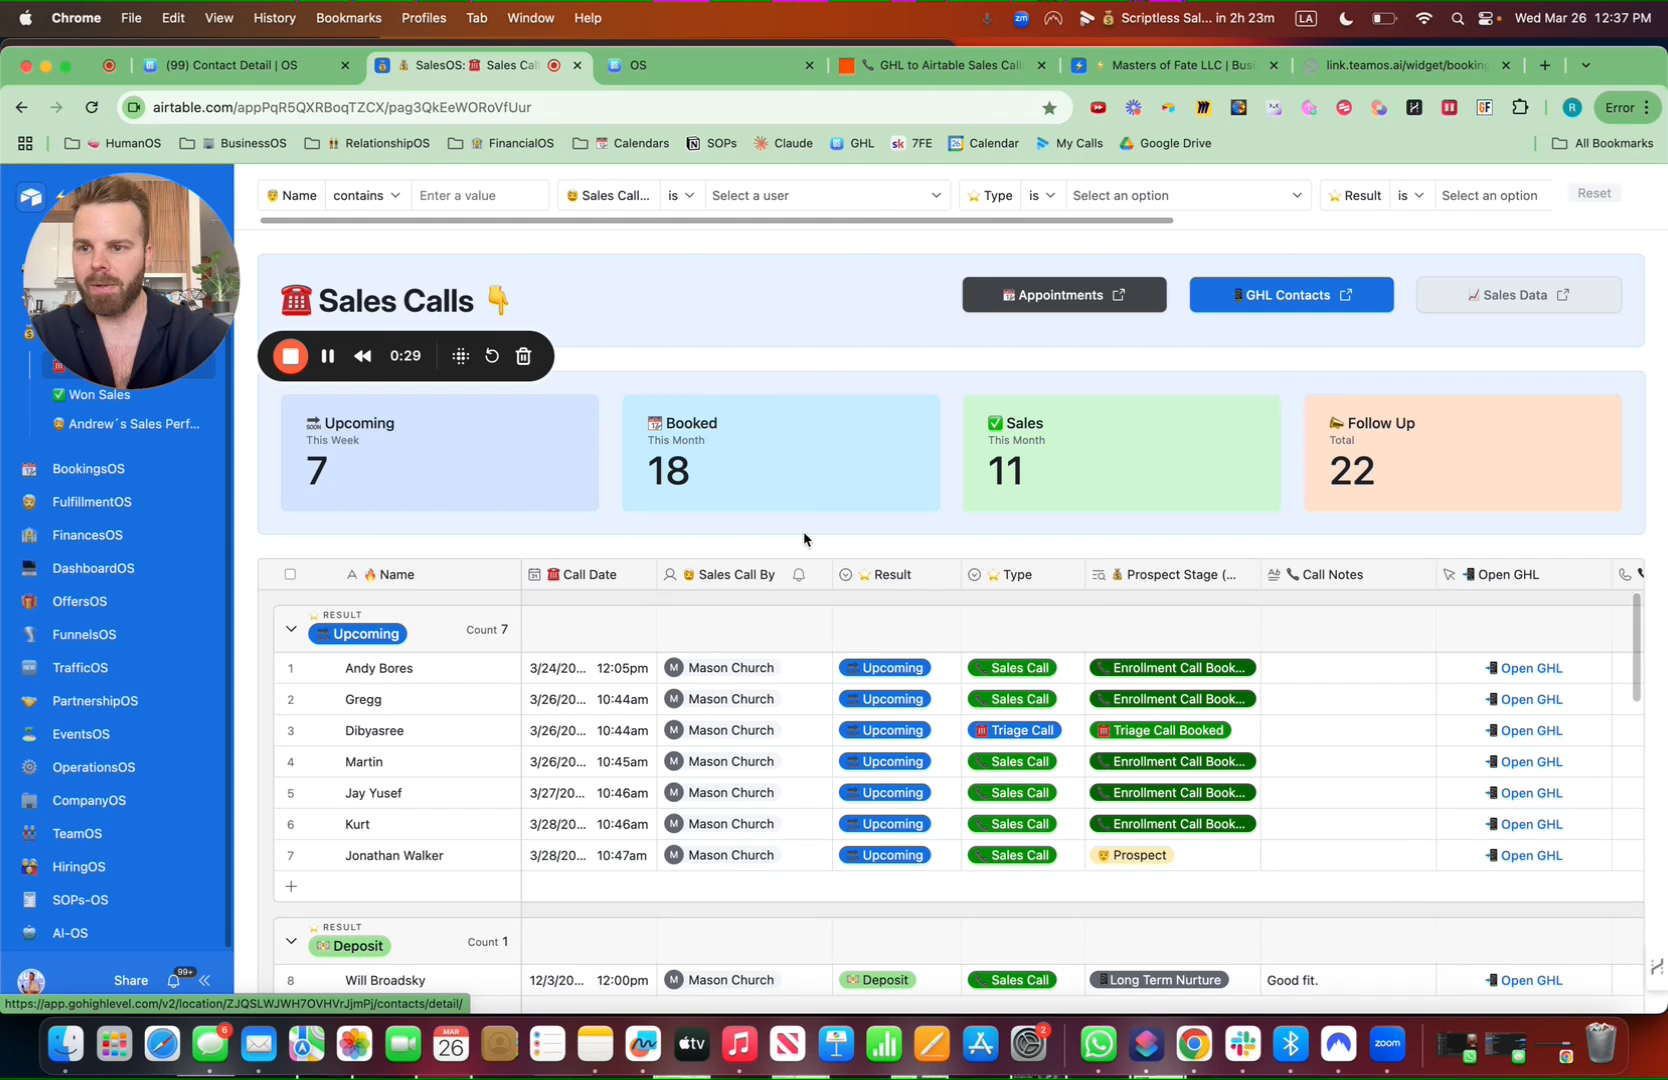 Chrome File Edit View History Bookmarks Profiles Tab Window Help
zm Scriptless Sal... in 2h 23m LA Wed Mar 26 12:37 PM
(99) Contact Detail | OS
SalesOS: ☎️ Sales Call
OS
📞 GHL to Airtable Sales Call
⚡ Masters of Fate LLC | Busi
link.teamos.ai/widget/booking
airtable.com/appPqR5QXRBoqTZCX/pag3QkEeWORoVfUur
GF R Error
HumanOS BusinessOS RelationshipOS FinancialOS Calendars SOPs Claude GHL sk 7FE 26 Calendar My Calls Google Drive All Bookmarks
Name contains Enter a value Sales Call... is Select a user ⭐ Type is Select an option ⭐ Result is Select an option Reset
☎️ Sales Calls 👇
📆 Appointments
GHL Contacts
📈 Sales Data
0:29
✅ Won Sales
Andrew´s Sales Perf...
BookingsOS
FulfillmentOS
FinancesOS
DashboardOS
OffersOS
FunnelsOS
TrafficOS
PartnershipOS
EventsOS
OperationsOS
CompanyOS
TeamOS
HiringOS
SOPs-OS
AI-OS
Share 99+
🔜 Upcoming
This Week
7
📆 Booked
This Month
18
✅ Sales
This Month
11
📣 Follow Up
Total
22
🔥 Name ☎️ Call Date Sales Call By ⭐ Result ⭐ Type Prospect Stage (... 📞 Call Notes 📲 Open GHL
⭐ RESULT
Upcoming Count 7
1 Andy Bores 3/24/20... 12:05pm M Mason Church Upcoming Sales Call Enrollment Call Book... Open GHL
2 Gregg 3/26/20... 10:44am M Mason Church Upcoming Sales Call Enrollment Call Book... Open GHL
3 Dibyasree 3/26/20... 10:44am M Mason Church Upcoming Triage Call Triage Call Booked Open GHL
4 Martin 3/26/20... 10:45am M Mason Church Upcoming Sales Call Enrollment Call Book... Open GHL
5 Jay Yusef 3/27/20... 10:46am M Mason Church Upcoming Sales Call Enrollment Call Book... Open GHL
6 Kurt 3/28/20... 10:46am M Mason Church Upcoming Sales Call Enrollment Call Book... Open GHL
7 Jonathan Walker 3/28/20... 10:47am M Mason Church Upcoming Sales Call Prospect Open GHL
⭐ RESULT
Deposit Count 1
8 Will Broadsky 12/3/20... 12:00pm M Mason Church Deposit Sales Call Long Term Nurture Good fit. Open GHL
https://app.gohighlevel.com/v2/location/ZJQSLWJWH7OVHVrJjmPj/contacts/detail/
6 MAR 26 tv 2 zoom